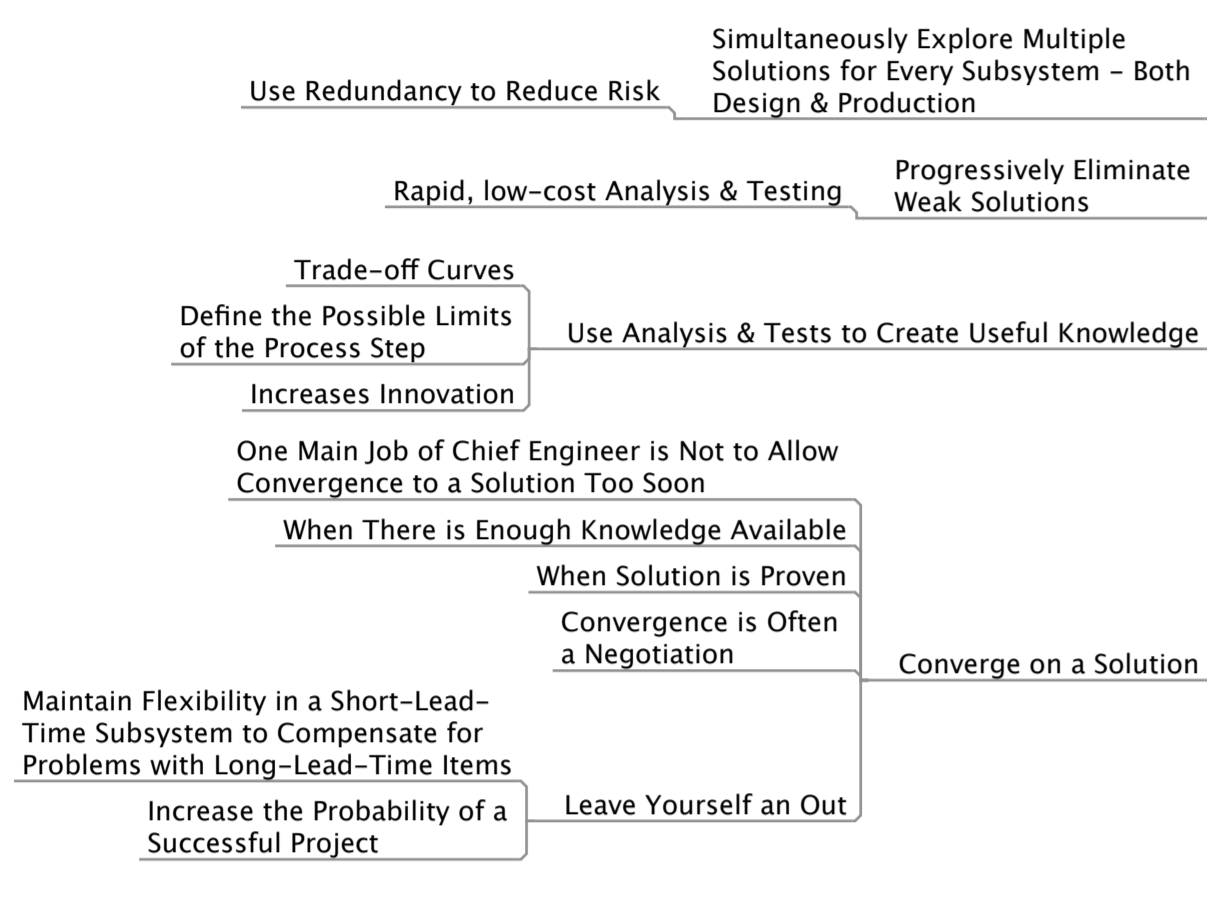 Simultaneously Explore Multiple
Solutions for Every Subsystem - Both
Design & Production
Use Redundancy to Reduce Risk
Progressively Eliminate
Weak Solutions
Rapid, low-cost Analysis & Testing
Trade-off Curves
Define the Possible Limits
of the Process Step
Increases Innovation
Use Analysis & Tests to Create Useful Knowledge
One Main Job of Chief Engineer is Not to Allow
Convergence to a Solution Too Soon
When There is Enough Knowledge Available
When Solution is Proven
Convergence is Often
a Negotiation
Converge on a Solution
Maintain Flexibility in a Short-Lead-
Time Subsystem to Compensate for
Problems with Long-Lead-Time Items
Increase the Probability of a
Successful Project
Leave Yourself an Out